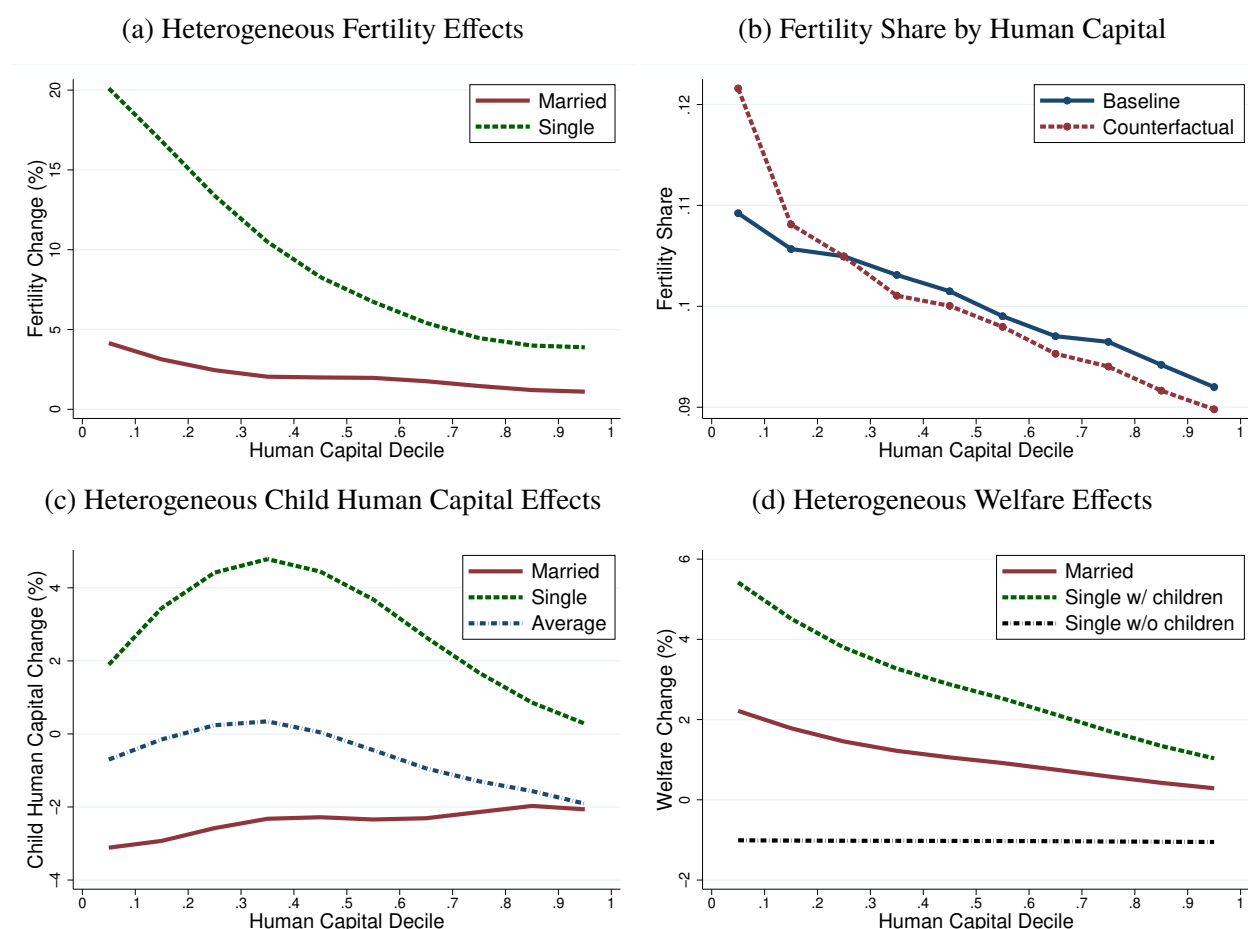 (a) Heterogeneous Fertility Effects
Fertility Change (%)
20
15
10
5
0
Married
Single
0 .1 .2 .3 .4 .5 .6 .7 .8 .9 1
Human Capital Decile
(b) Fertility Share by Human Capital
Fertility Share
.12
.11
.1
.09
Baseline
Counterfactual
0 .1 .2 .3 .4 .5 .6 .7 .8 .9 1
Human Capital Decile
(c) Heterogeneous Child Human Capital Effects
Child Human Capital Change (%)
4
2
0
−2
−4
Married
Single
Average
0 .1 .2 .3 .4 .5 .6 .7 .8 .9 1
Human Capital Decile
(d) Heterogeneous Welfare Effects
Welfare Change (%)
6
4
2
0
−2
Married
Single w/ children
Single w/o children
0 .1 .2 .3 .4 .5 .6 .7 .8 .9 1
Human Capital Decile